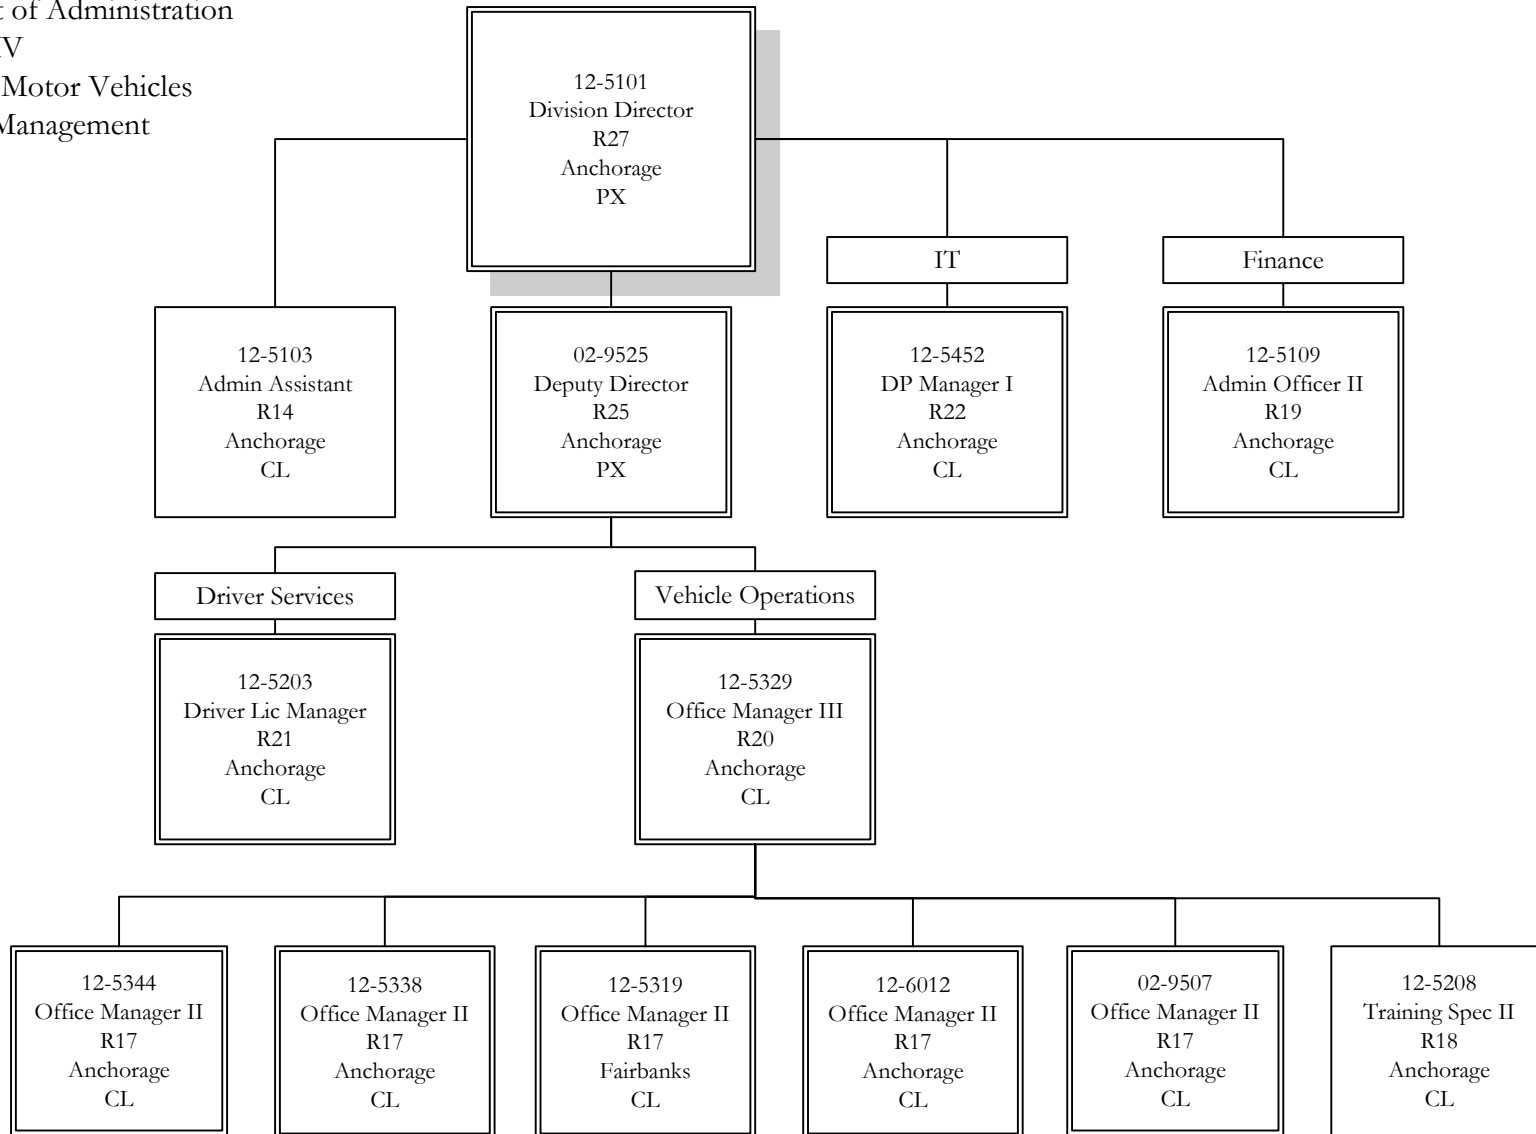 of Administration
Motor Vehicles
Management
12-5101
Division Director
R27
Anchorage
PX
IT
Finance
12-5103
Admin Assistant
R14
Anchorage
CL
02-9525
Deputy Director
R25
Anchorage
PX
12-5452
DP Manager I
R22
Anchorage
CL
12-5109
Admin Officer II
R19
Anchorage
CL
Driver Services
Vehicle Operations
12-5203
Driver Lic Manager
R21
Anchorage
CL
12-5329
Office Manager III
R20
Anchorage
CL
12-5344
Office Manager II
R17
Anchorage
CL
12-5338
Office Manager II
R17
Anchorage
CL
12-5319
Office Manager II
R17
Fairbanks
CL
12-6012
Office Manager II
R17
Anchorage
CL
02-9507
Office Manager II
R17
Anchorage
CL
12-5208
Training Spec II
R18
Anchorage
CL